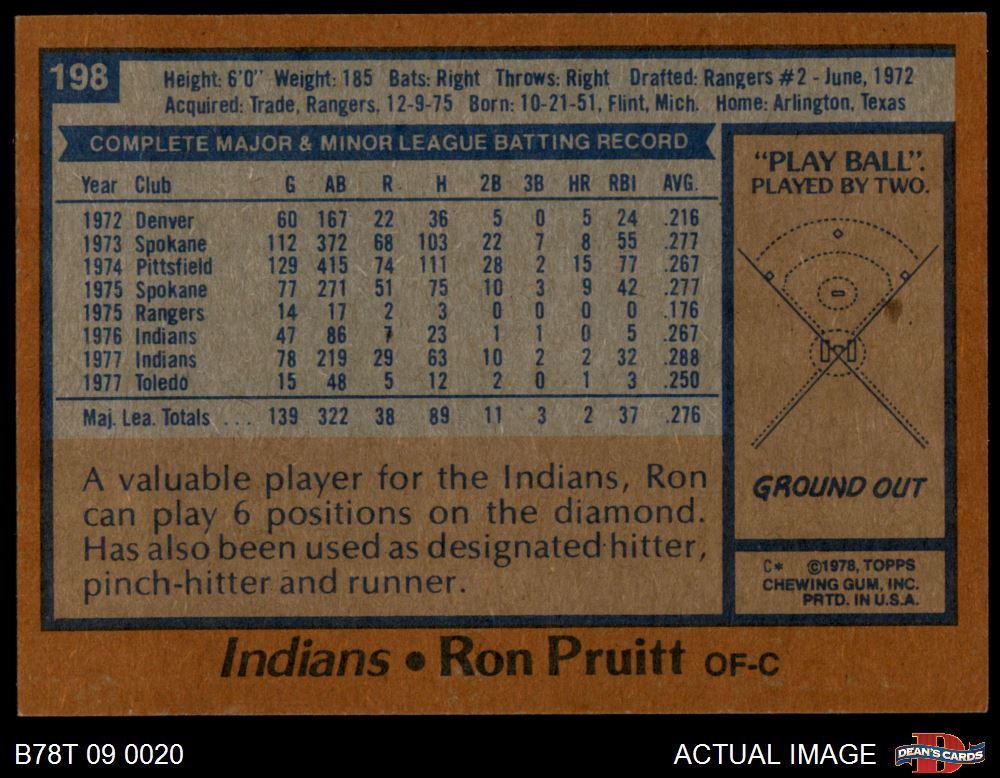 198
Height: 6'0" Weight: 185 Bats: Right Throws: Right Drafted: Rangers #2 - June, 1972
Acquired: Trade, Rangers, 12-9-75 Born: 10-21-51, Flint, Mich. Home: Arlington, Texas
COMPLETE MAJOR & MINOR LEAGUE BATTING RECORD
Year Club G AB R H 2B 3B HR RBI AVG.
1972 Denver 60 167 22 36 5 0 5 24 .216
1973 Spokane 112 372 68 103 22 7 8 55 .277
1974 Pittsfield 129 415 74 111 28 2 15 77 .267
1975 Spokane 77 271 51 75 10 3 9 42 .277
1975 Rangers 14 17 2 3 0 0 0 0 .176
1976 Indians 47 86 7 23 1 1 0 5 .267
1977 Indians 78 219 29 63 10 2 2 32 .288
1977 Toledo 15 48 5 12 2 0 1 3 .250
Maj. Lea. Totals ... 139 322 38 89 11 3 2 37 .276
A valuable player for the Indians, Ron
can play 6 positions on the diamond.
Has also been used as designated hitter,
pinch-hitter and runner.
"PLAY BALL".
PLAYED BY TWO.
GROUND OUT
C* ©1978, TOPPS
CHEWING GUM, INC.
PRTD. IN U.S.A.
Indians • Ron Pruitt OF-C
B78T 09 0020
ACTUAL IMAGE
DEAN'S CARDS